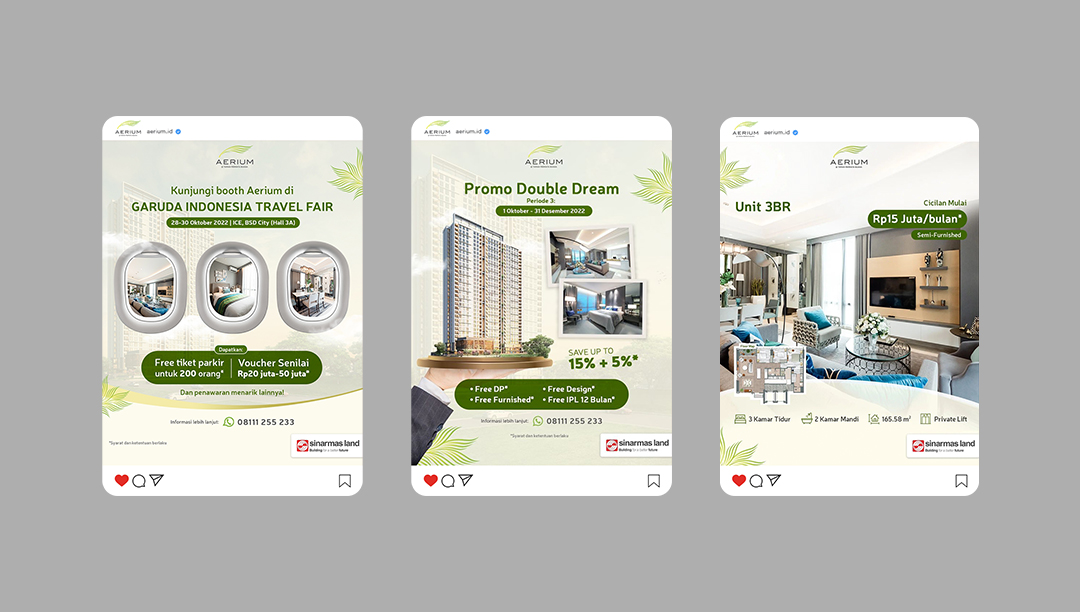 AERIUM
aerium.id
AERIUM
Kunjungi booth Aerium di
GARUDA INDONESIA TRAVEL FAIR
28-30 Oktober 2022 | ICE, BSD City (Hall 3A)
Dapatkan:
Free tiket parkir
untuk 200 orang*
Voucher Senilai
Rp20 juta-50 juta*
Dan penawaran menarik lainnya!
Informasi lebih lanjut:
08111 255 233
*Syarat dan ketentuan berlaku
sinarmas land
Building for a better future
AERIUM
aerium.id
AERIUM
Promo Double Dream
Periode 3:
1 Oktober - 31 Desember 2022
SAVE UP TO
15% + 5%*
• Free DP*
• Free Furnished*
• Free Design*
• Free IPL 12 Bulan*
Informasi lebih lanjut:
08111 255 233
*Syarat dan ketentuan berlaku
sinarmas land
Building for a better future
AERIUM
aerium.id
AERIUM
Unit 3BR
Cicilan Mulai
Rp15 Juta/bulan*
Semi-Furnished
3 Kamar Tidur
2 Kamar Mandi
165.58 m²
Private Lift
sinarmas land
Building for a better future